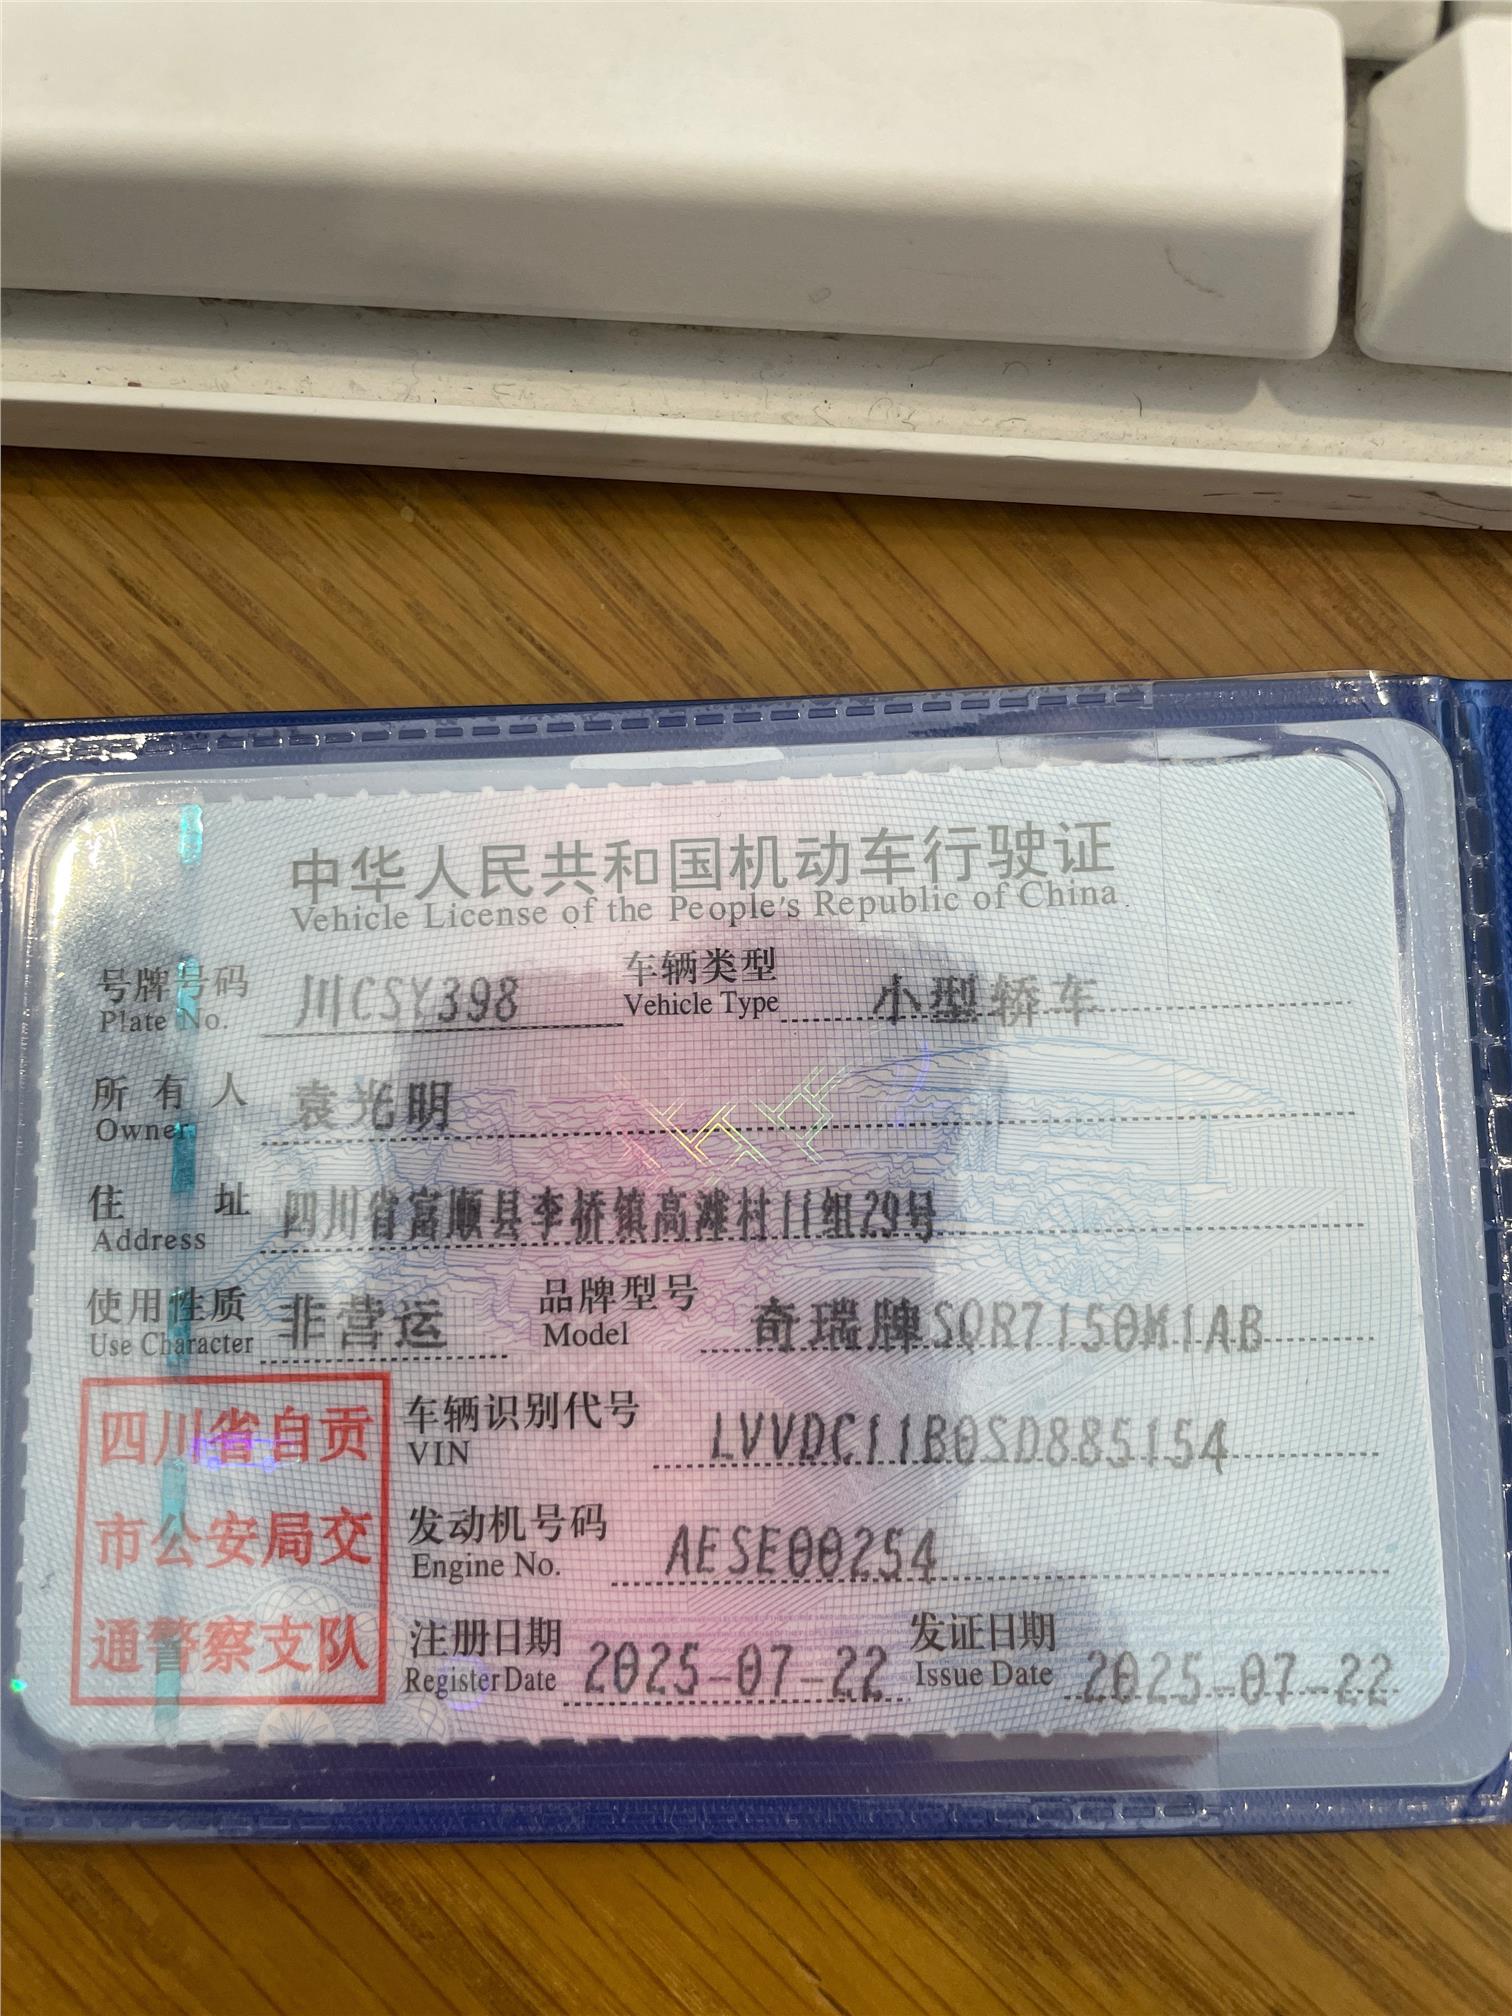 中华人民共和国机动车行驶证
Vehicle License of the People's Republic of China
号牌号码 川CSY398 车辆类型 小型轿车
Plate No. Vehicle Type
所有人 袁光明
Owner
住址 四川省富顺县李桥镇高滩村11组29号
Address
使用性质 非营运 品牌型号 奇瑞牌SQR7150M1AB
Use Character Model
四川省自贡
市公安局交
通警察支队
车辆识别代号 LVVDC11B0SD885154
VIN
发动机号码 AESE00254
Engine No.
注册日期 2025-07-22 发证日期 2025-07-22
Register Date Issue Date